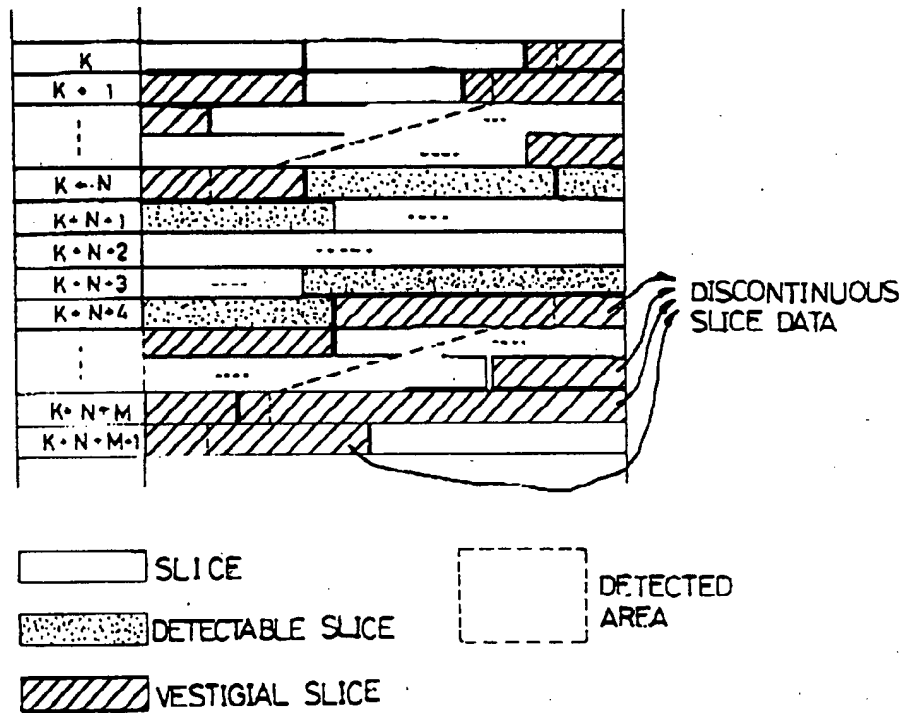 K
K + 1
K + N
K + N + 1
K + N + 2
K + N + 3
K + N + 4
K + N + M
K + N + M + 1
DISCONTINUOUS
SLICE DATA
SLICE
DETECTABLE SLICE
VESTIGIAL SLICE
DETECTED
AREA